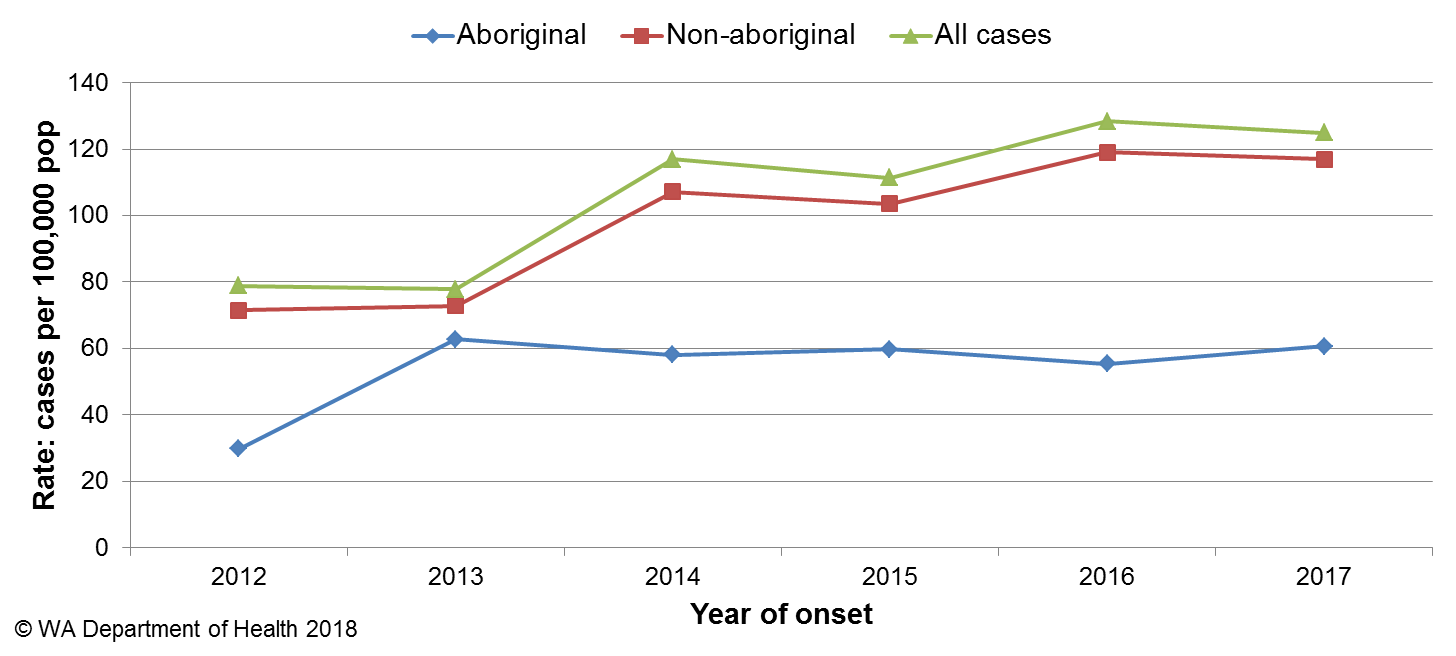 Aboriginal Non-aboriginal All cases
Rate: cases per 100,000 pop
140
120
100
80
60
40
20
0
2012 2013 2014 2015 2016 2017
Year of onset
© WA Department of Health 2018